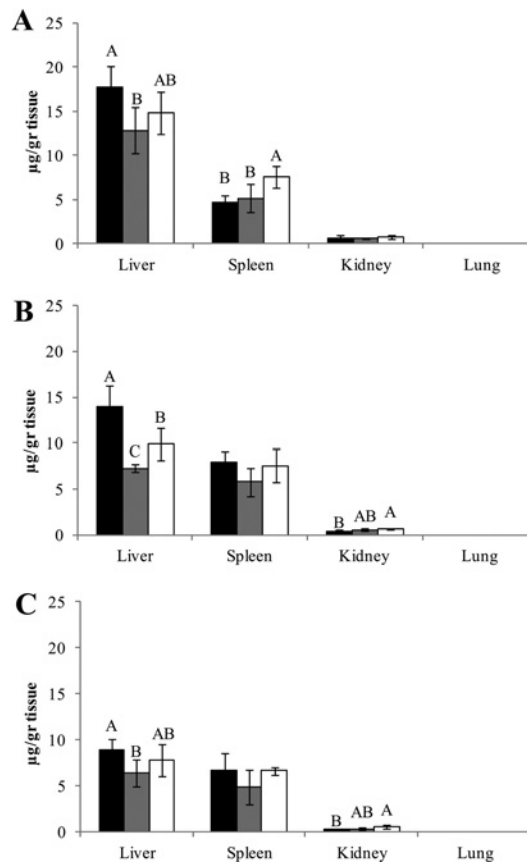 A
25
20
15
10
5
0
µg/gr tissue
A
B
AB
B
B
A
Liver Spleen Kidney Lung
B
25
20
15
10
5
0
µg/gr tissue
A
C
B
B AB A
Liver Spleen Kidney Lung
C
25
20
15
10
5
0
µg/gr tissue
A
B
AB
B AB A
Liver Spleen Kidney Lung